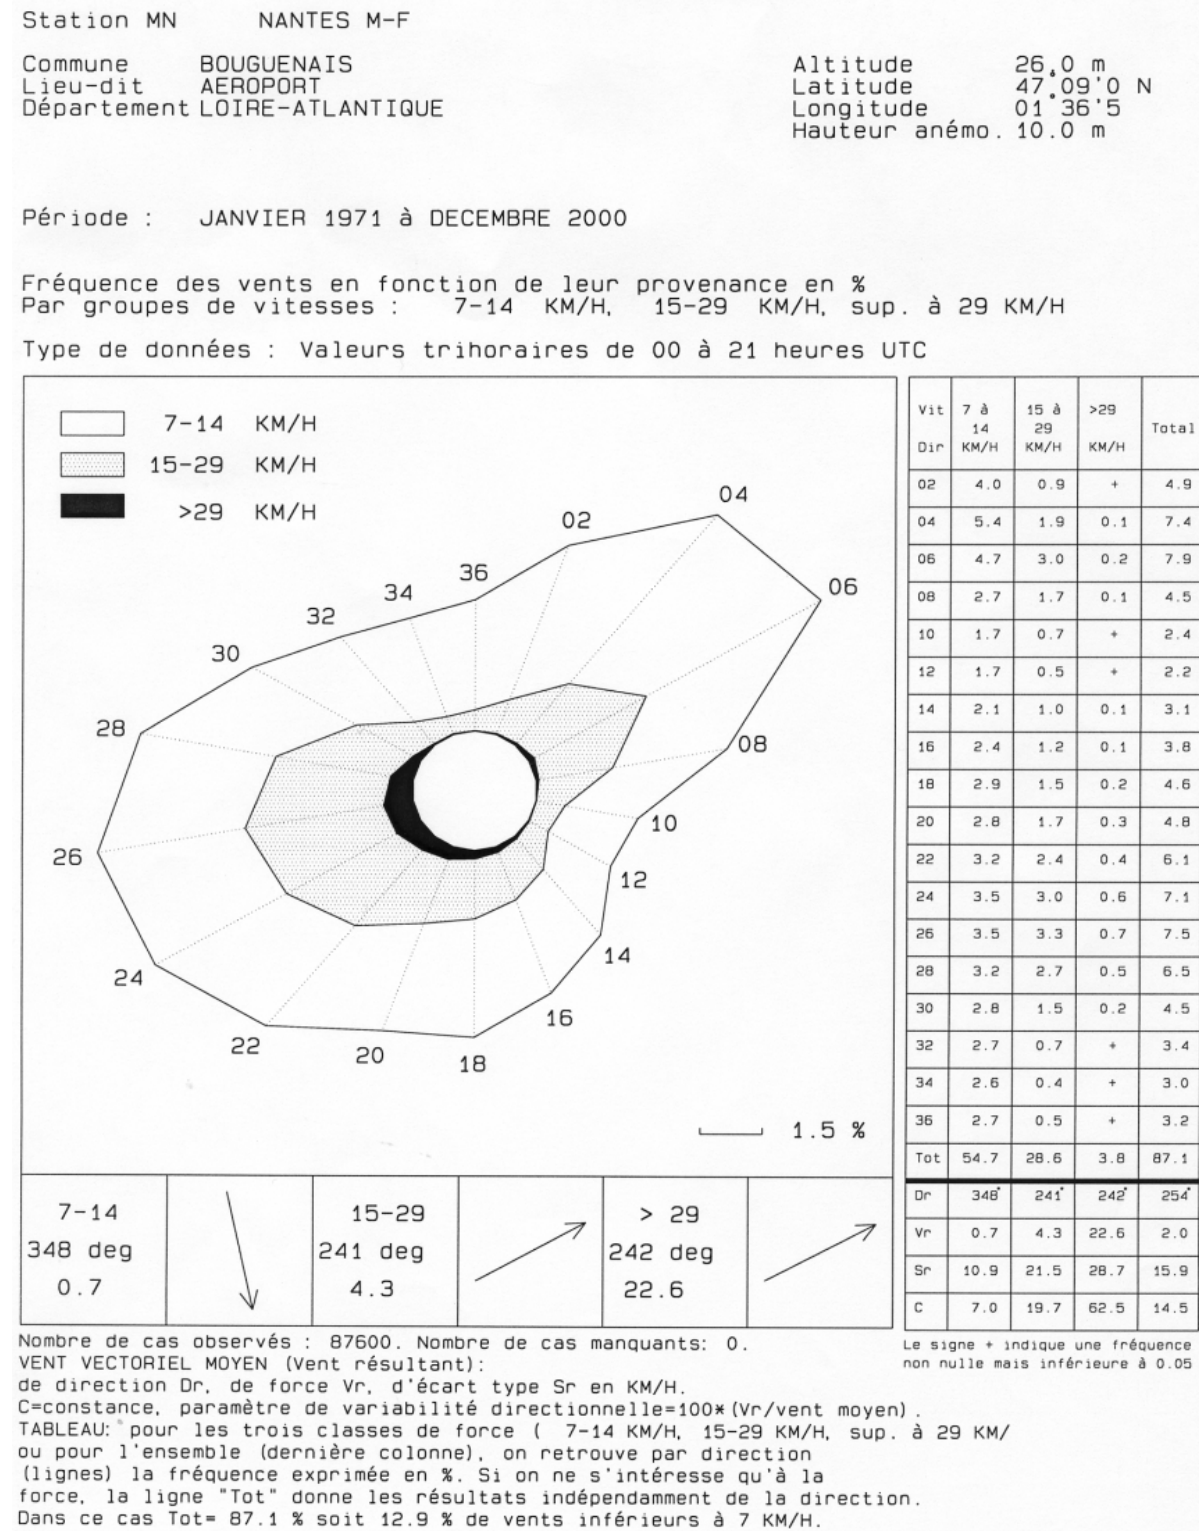 Station MN NANTES M-F
Commune BOUGUENAIS
Lieu-dit AEROPORT
Département LOIRE-ATLANTIQUE
Altitude 26.0 m
Latitude 47°09'0 N
Longitude 01°36'5
Hauteur anémo. 10.0 m
Période : JANVIER 1971 à DECEMBRE 2000
Fréquence des vents en fonction de leur provenance en %
Par groupes de vitesses : 7-14 KM/H, 15-29 KM/H, sup. à 29 KM/H
Type de données : Valeurs trihoraires de 00 à 21 heures UTC
7-14 KM/H
15-29 KM/H
>29 KM/H
04
02
36
06
34
32
30
28
08
10
26
12
14
24
16
22
20
18
1.5 %
Vit 7 à 15 à >29
14 29 Total
Dir KM/H KM/H KM/H
02 4.0 0.9 + 4.9
04 5.4 1.9 0.1 7.4
06 4.7 3.0 0.2 7.9
08 2.7 1.7 0.1 4.5
10 1.7 0.7 + 2.4
12 1.7 0.5 + 2.2
14 2.1 1.0 0.1 3.1
16 2.4 1.2 0.1 3.8
18 2.9 1.5 0.2 4.6
20 2.8 1.7 0.3 4.8
22 3.2 2.4 0.4 6.1
24 3.5 3.0 0.6 7.1
26 3.5 3.3 0.7 7.5
28 3.2 2.7 0.5 6.5
30 2.8 1.5 0.2 4.5
32 2.7 0.7 + 3.4
34 2.6 0.4 + 3.0
36 2.7 0.5 + 3.2
Tot 54.7 28.6 3.8 87.1
Dr 348° 241° 242° 254°
Vr 0.7 4.3 22.6 2.0
Sr 10.9 21.5 28.7 15.9
C 7.0 19.7 62.5 14.5
7-14
348 deg
0.7
15-29
241 deg
4.3
> 29
242 deg
22.6
Le signe + indique une fréquence
non nulle mais inférieure à 0.05
Nombre de cas observés : 87600. Nombre de cas manquants: 0.
VENT VECTORIEL MOYEN (Vent résultant):
de direction Dr, de force Vr, d'écart type Sr en KM/H.
C=constance, paramètre de variabilité directionnelle=100*(Vr/vent moyen).
TABLEAU: pour les trois classes de force ( 7-14 KM/H, 15-29 KM/H, sup. à 29 KM/
ou pour l'ensemble (dernière colonne), on retrouve par direction
(lignes) la fréquence exprimée en %. Si on ne s'intéresse qu'à la
force, la ligne "Tot" donne les résultats indépendamment de la direction.
Dans ce cas Tot= 87.1 % soit 12.9 % de vents inférieurs à 7 KM/H.